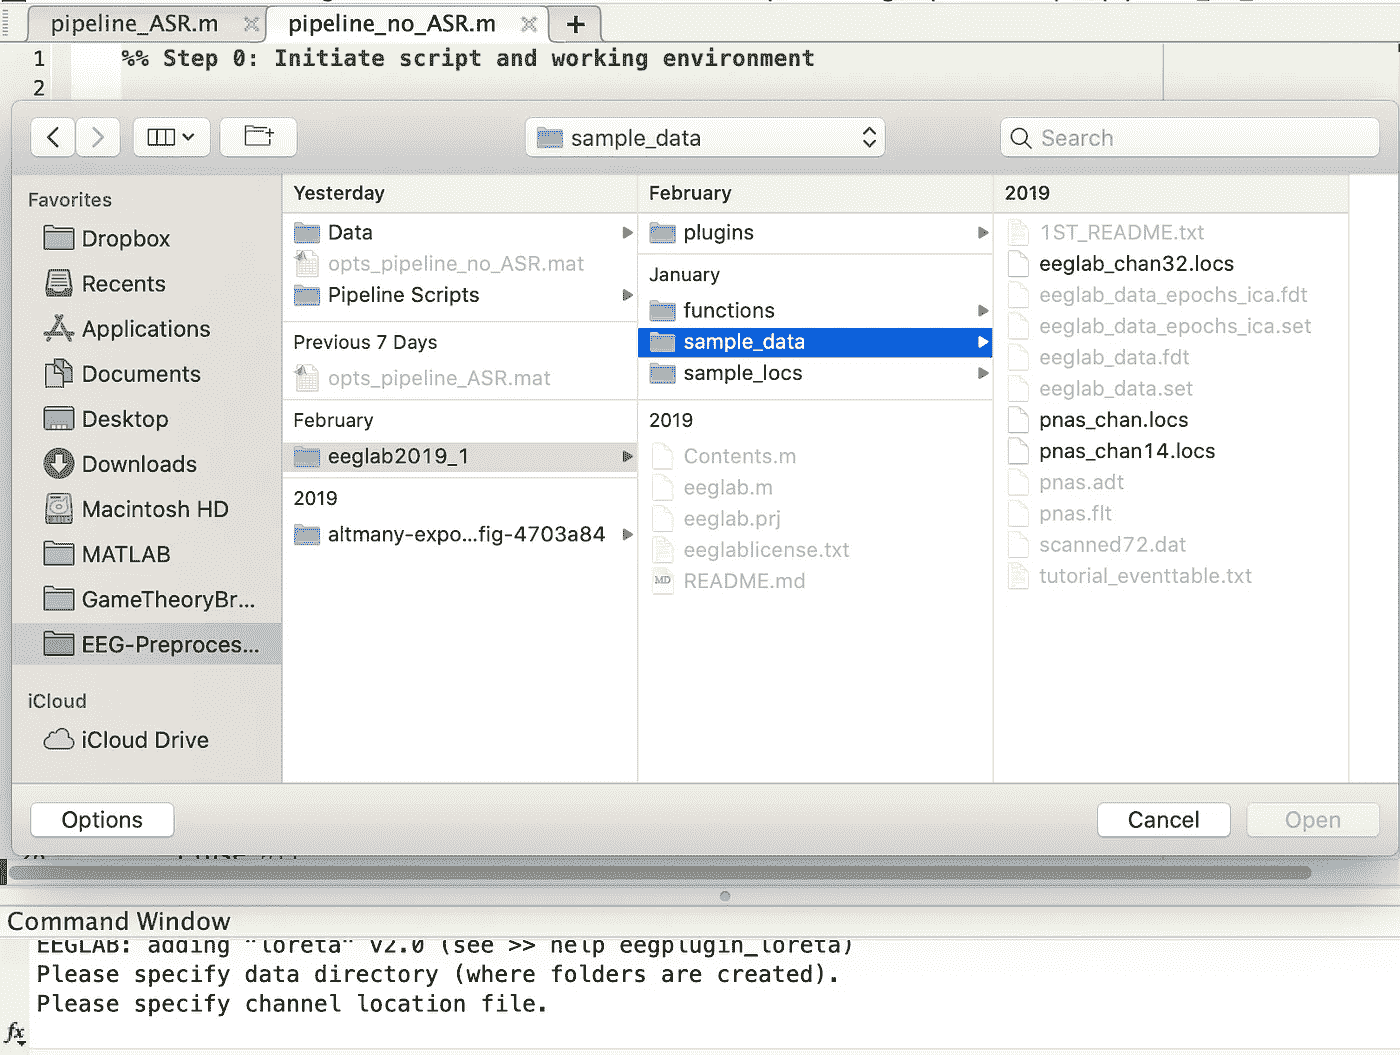 pipeline_ASR.m
pipeline_no_ASR.m
+
1 %% Step 0: Initiate script and working environment
2
sample_data
Search
Favorites
Dropbox
Recents
Applications
Documents
Desktop
Downloads
Macintosh HD
MATLAB
GameTheoryBr...
EEG-Preproces...
iCloud
iCloud Drive
Yesterday
Data
opts_pipeline_no_ASR.mat
Pipeline Scripts
Previous 7 Days
opts_pipeline_ASR.mat
February
eeglab2019_1
2019
altmany-expo...fig-4703a84
February
plugins
January
functions
sample_data
sample_locs
2019
Contents.m
eeglab.m
eeglab.prj
eeglablicense.txt
MD README.md
2019
1ST_README.txt
eeglab_chan32.locs
eeglab_data_epochs_ica.fdt
eeglab_data_epochs_ica.set
eeglab_data.fdt
eeglab_data.set
pnas_chan.locs
pnas_chan14.locs
pnas.adt
pnas.flt
scanned72.dat
tutorial_eventtable.txt
Options
Cancel
Open
Command Window
EEGLAB: adding "loreta" v2.0 (see >> help eegplugin_loreta)
Please specify data directory (where folders are created).
Please specify channel location file.
fx